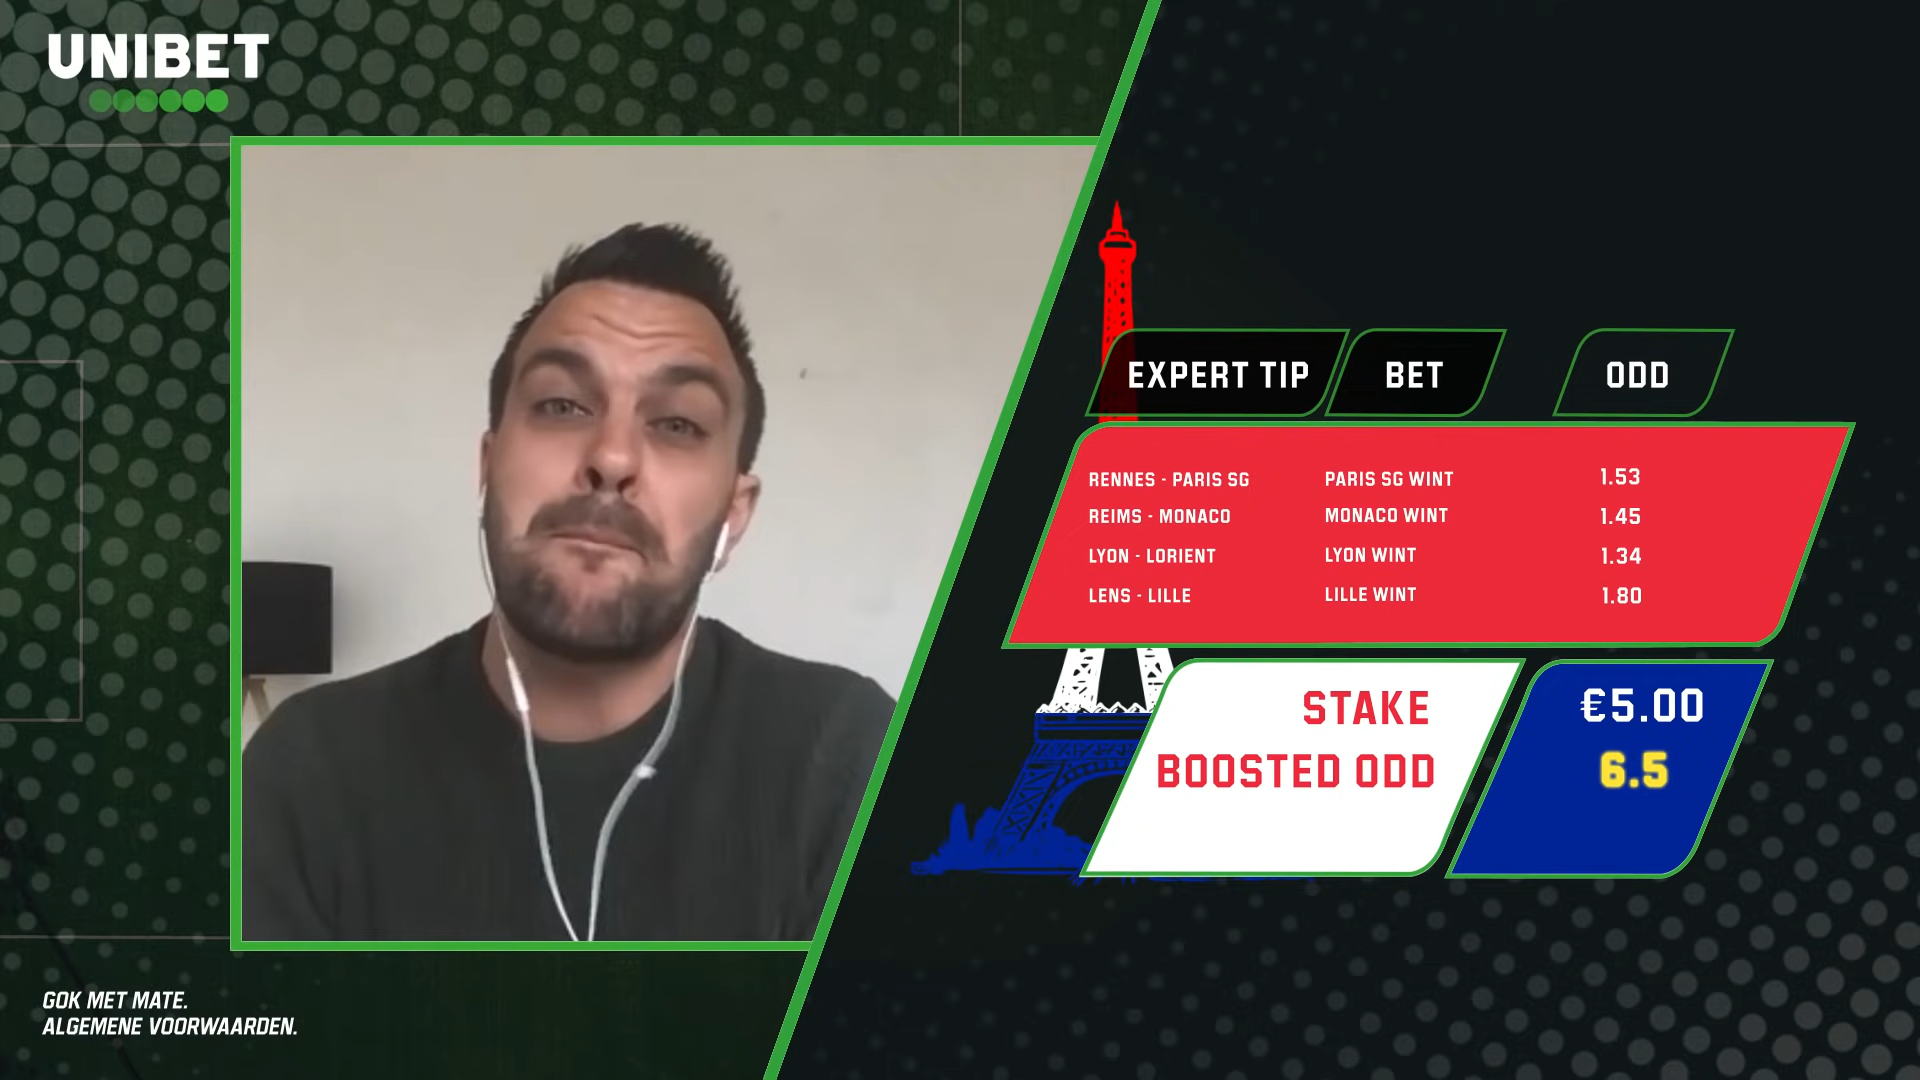 UNIBET
EXPERT TIP BET ODD
RENNES - PARIS SG PARIS SG WINT 1.53
REIMS - MONACO MONACO WINT 1.45
LYON - LORIENT LYON WINT 1.34
LENS - LILLE LILLE WINT 1.80
STAKE €5.00
BOOSTED ODD 6.5
GOK MET MATE.
ALGEMENE VOORWAARDEN.